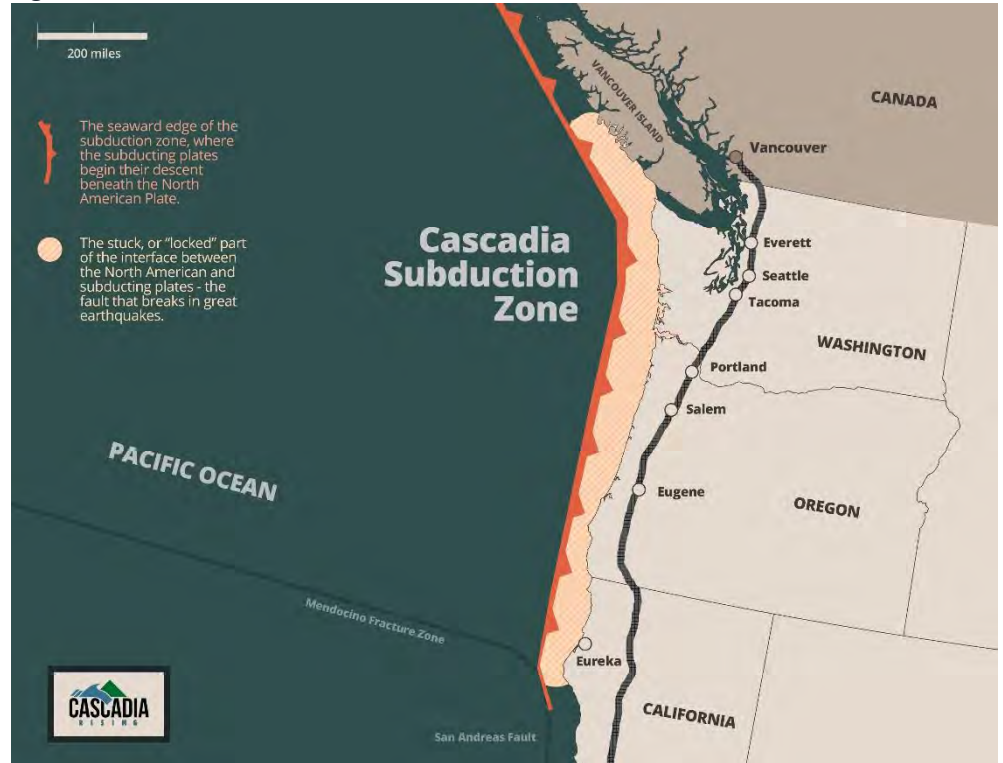 200 miles
The seaward edge of the
subduction zone, where
the subducting plates
begin their descent
beneath the North
American Plate.
The stuck, or “locked” part
of the interface between
the North American and
subducting plates - the
fault that breaks in great
earthquakes.
Cascadia
Subduction
Zone
VANCOUVER ISLAND
CANADA
Vancouver
Everett
Seattle
Tacoma
WASHINGTON
Portland
Salem
Eugene
OREGON
PACIFIC OCEAN
Mendocino Fracture Zone
Eureka
CALIFORNIA
San Andreas Fault
CASCADIA
RISING